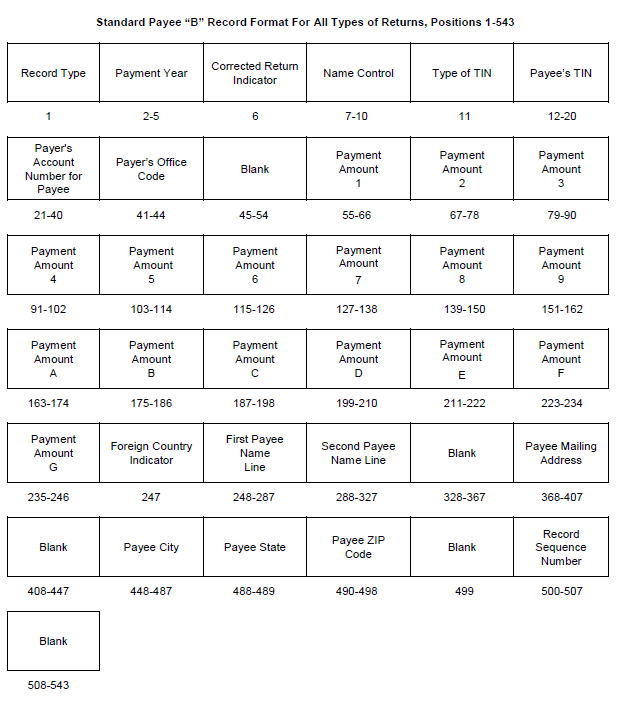 Standard Payee “B” Record Format For All Types of Returns, Positions 1-543
Record Type
Payment Year
Corrected Return
Indicator
Name Control
Type of TIN
Payee’s TIN
1
2-5
6
7-10
11
12-20
Payer's
Account
Number for
Payee
Payer’s Office
Code
Blank
Payment
Amount
1
Payment
Amount
2
Payment
Amount
3
21-40
41-44
45-54
55-66
67-78
79-90
Payment
Amount
4
Payment
Amount
5
Payment
Amount
6
Payment
Amount
7
Payment
Amount
8
Payment
Amount
9
91-102
103-114
115-126
127-138
139-150
151-162
Payment
Amount
A
Payment
Amount
B
Payment
Amount
C
Payment
Amount
D
Payment
Amount
E
Payment
Amount
F
163-174
175-186
187-198
199-210
211-222
223-234
Payment
Amount
G
Foreign Country
Indicator
First Payee
Name
Line
Second Payee
Name Line
Blank
Payee Mailing
Address
235-246
247
248-287
288-327
328-367
368-407
Blank
Payee City
Payee State
Payee ZIP
Code
Blank
Record
Sequence
Number
408-447
448-487
488-489
490-498
499
500-507
Blank
508-543